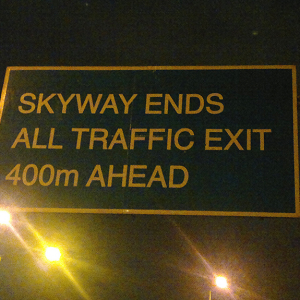 SKYWAY ENDS
ALL TRAFFIC EXIT
400m AHEAD